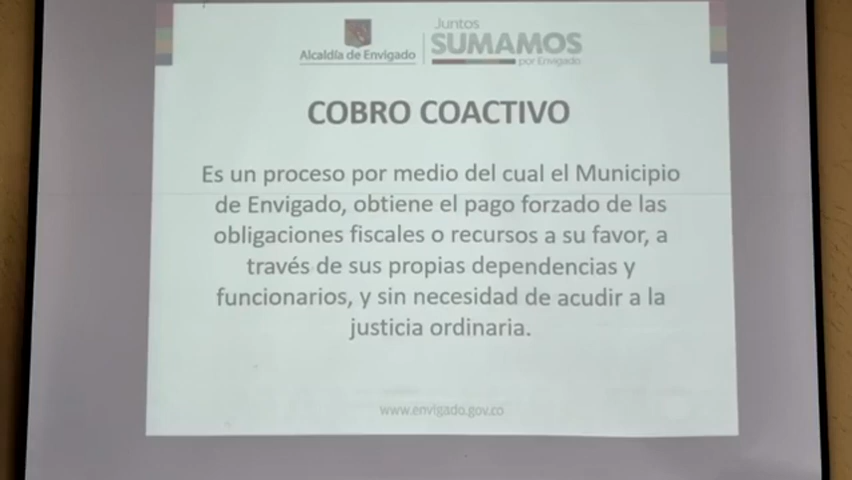 Alcaldía de Envigado
Juntos
SUMAMOS
por Envigado
COBRO COACTIVO
Es un proceso por medio del cual el Municipio
de Envigado, obtiene el pago forzado de las
obligaciones fiscales o recursos a su favor, a
través de sus propias dependencias y
funcionarios, y sin necesidad de acudir a la
justicia ordinaria.
www.envigado.gov.co